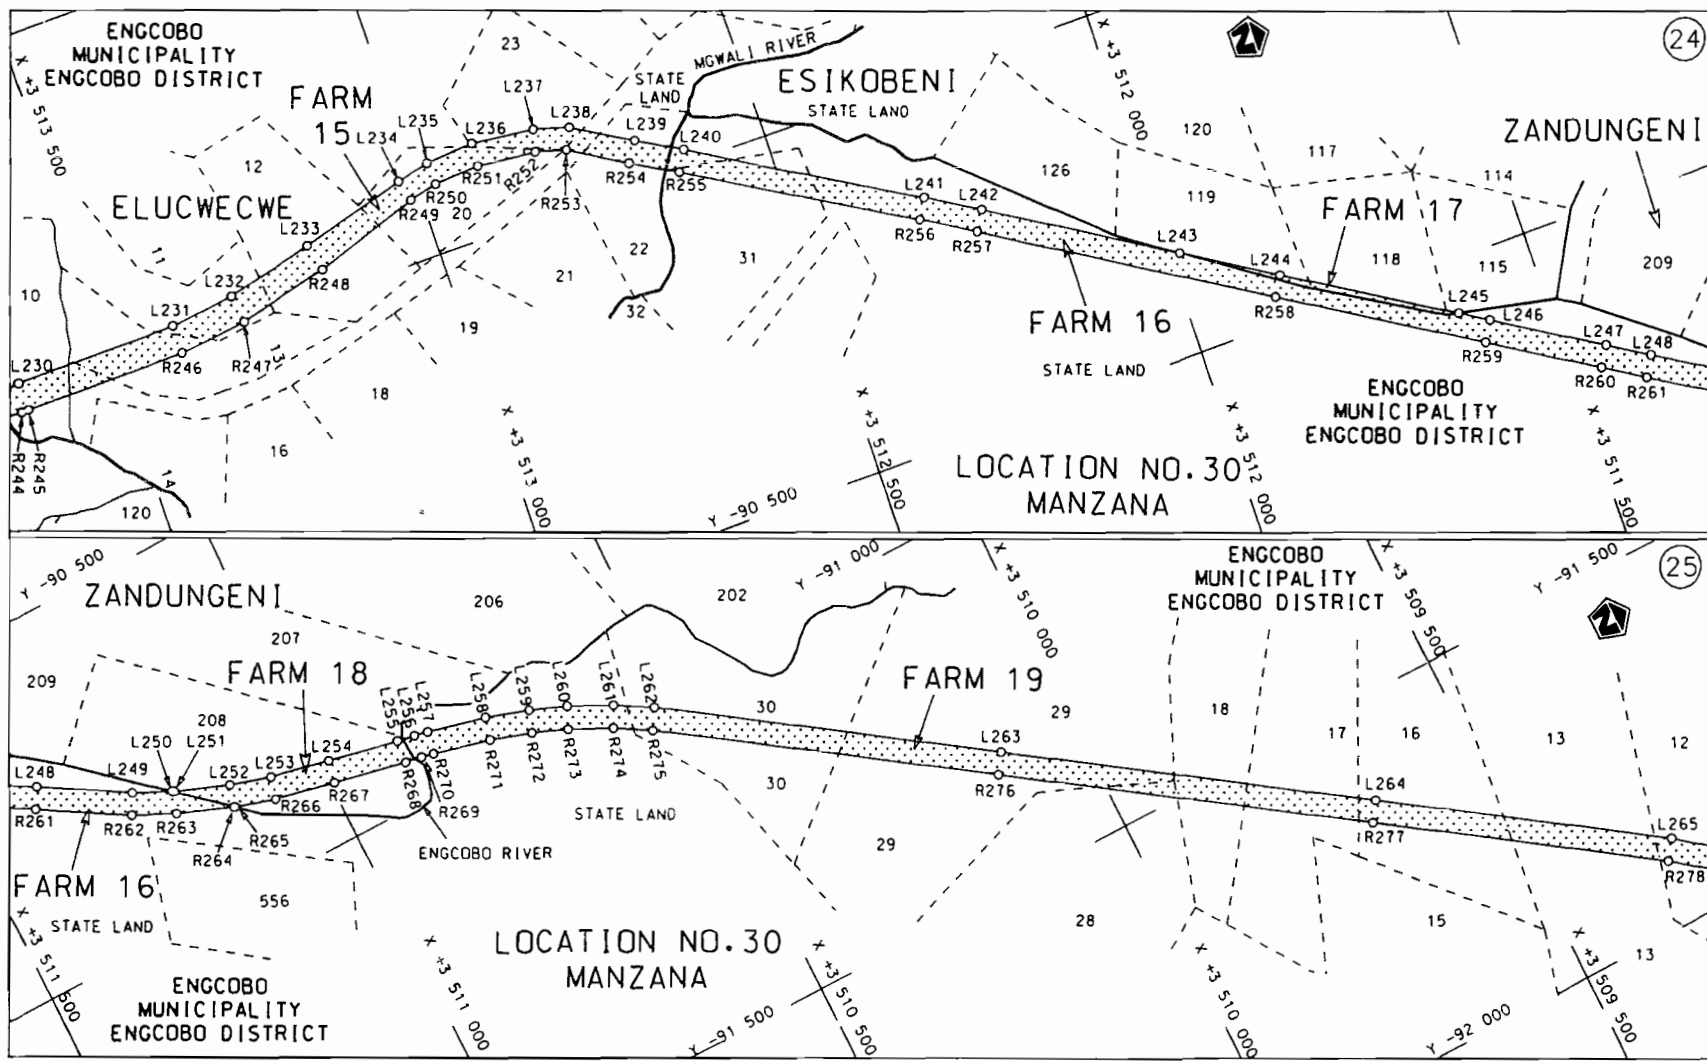 ENGCOBO
MUNICIPALITY
ENGCOBO DISTRICT
X +3 513 500
FARM
15
ELUCWECWE
23
12
11
10
STATE
LAND
MGWALI RIVER
ESIKOBENI
STATE LAND
X +3 512 000
24
ZANDUNGENI
120
126
119
117
114
FARM 17
118
115
209
L230
L231
L232
L233
L234
L235
L236
L237
L238
L239
L240
L241
L242
L243
L244
L245
L246
L247
L248
R244
R245
R246
R247
R248
R249
R250
R251
R252
R253
R254
R255
R256
R257
R258
R259
R260
R261
20
13
14
120
16
18
19
21
22
32
31
FARM 16
STATE LAND
ENGCOBO
MUNICIPALITY
ENGCOBO DISTRICT
LOCATION NO.30
MANZANA
X +3 513 000
Y -90 500
X +3 512 500
X +3 512 000
X +3 511 500
Y -90 500
ZANDUNGENI
207
FARM 18
209
208
206
202
Y -91 000
X +3 510 000
ENGCOBO
MUNICIPALITY
ENGCOBO DISTRICT
X +3 509 500
Y -91 500
25
FARM 19
30
29
18
17
16
13
12
L248
L249
L250
L251
L252
L253
L254
L255
L256
L257
L258
L259
L260
L261
L262
L263
L264
L265
R261
R262
R263
R264
R265
R266
R267
R268
R269
R270
R271
R272
R273
R274
R275
R276
R277
R278
FARM 16
STATE LAND
556
ENGCOBO RIVER
STATE LAND
30
29
28
15
13
LOCATION NO.30
MANZANA
ENGCOBO
MUNICIPALITY
ENGCOBO DISTRICT
X +3 511 500
X +3 511 000
Y -91 500
X +3 510 500
X +3 510 000
Y -92 000
X +3 509 500